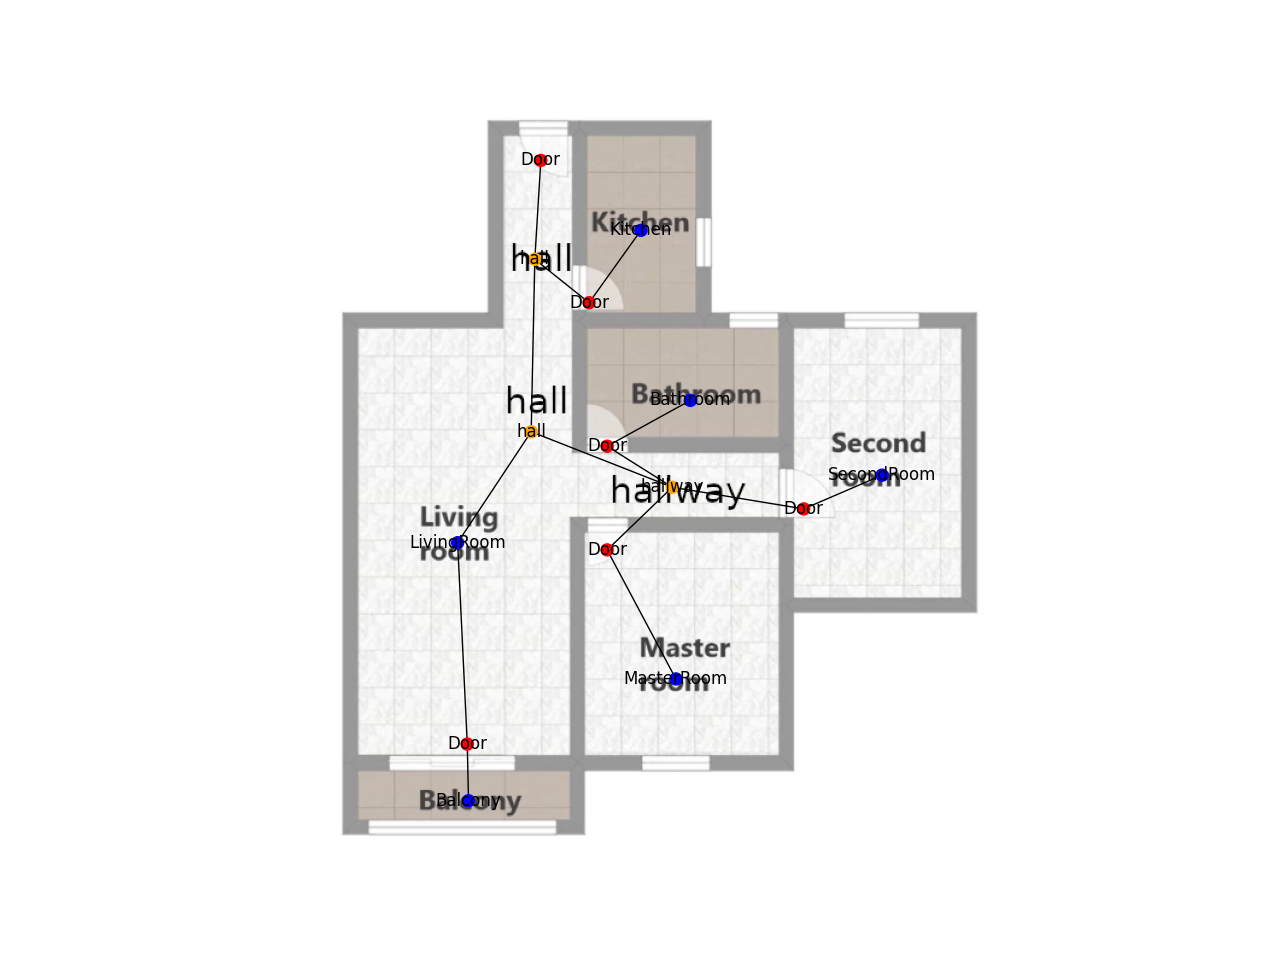 Door
Kitchen
Kitchen
hall
hall
Door
hall
Bathroom
Bathroom
hall
Door
Second
room
SecondRoom
hallway
hallway
Door
Living
room
LivingRoom
Door
Master
room
MasterRoom
Door
Balcony
Balcony